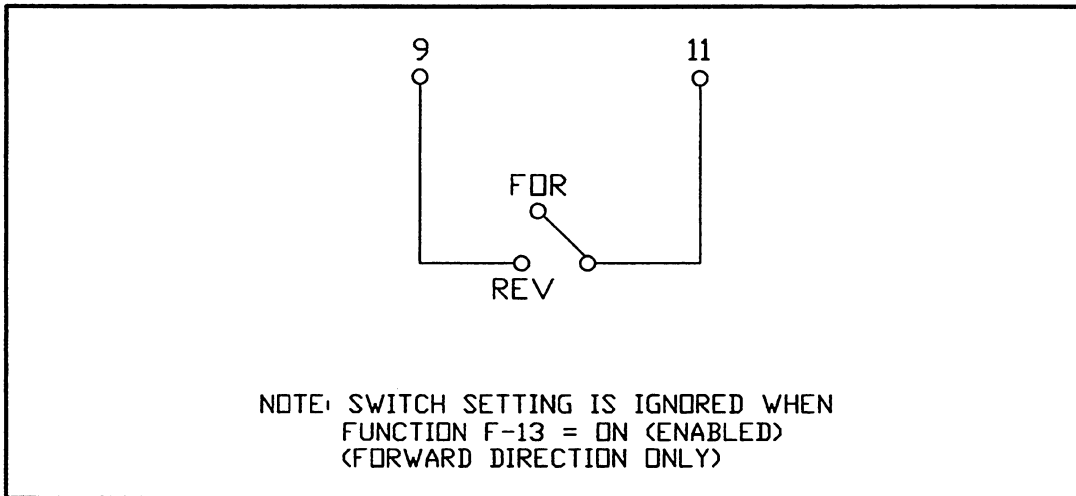 9 11
FOR
REV
NOTE: SWITCH SETTING IS IGNORED WHEN
FUNCTION F-13 = ON (ENABLED)
(FORWARD DIRECTION ONLY)